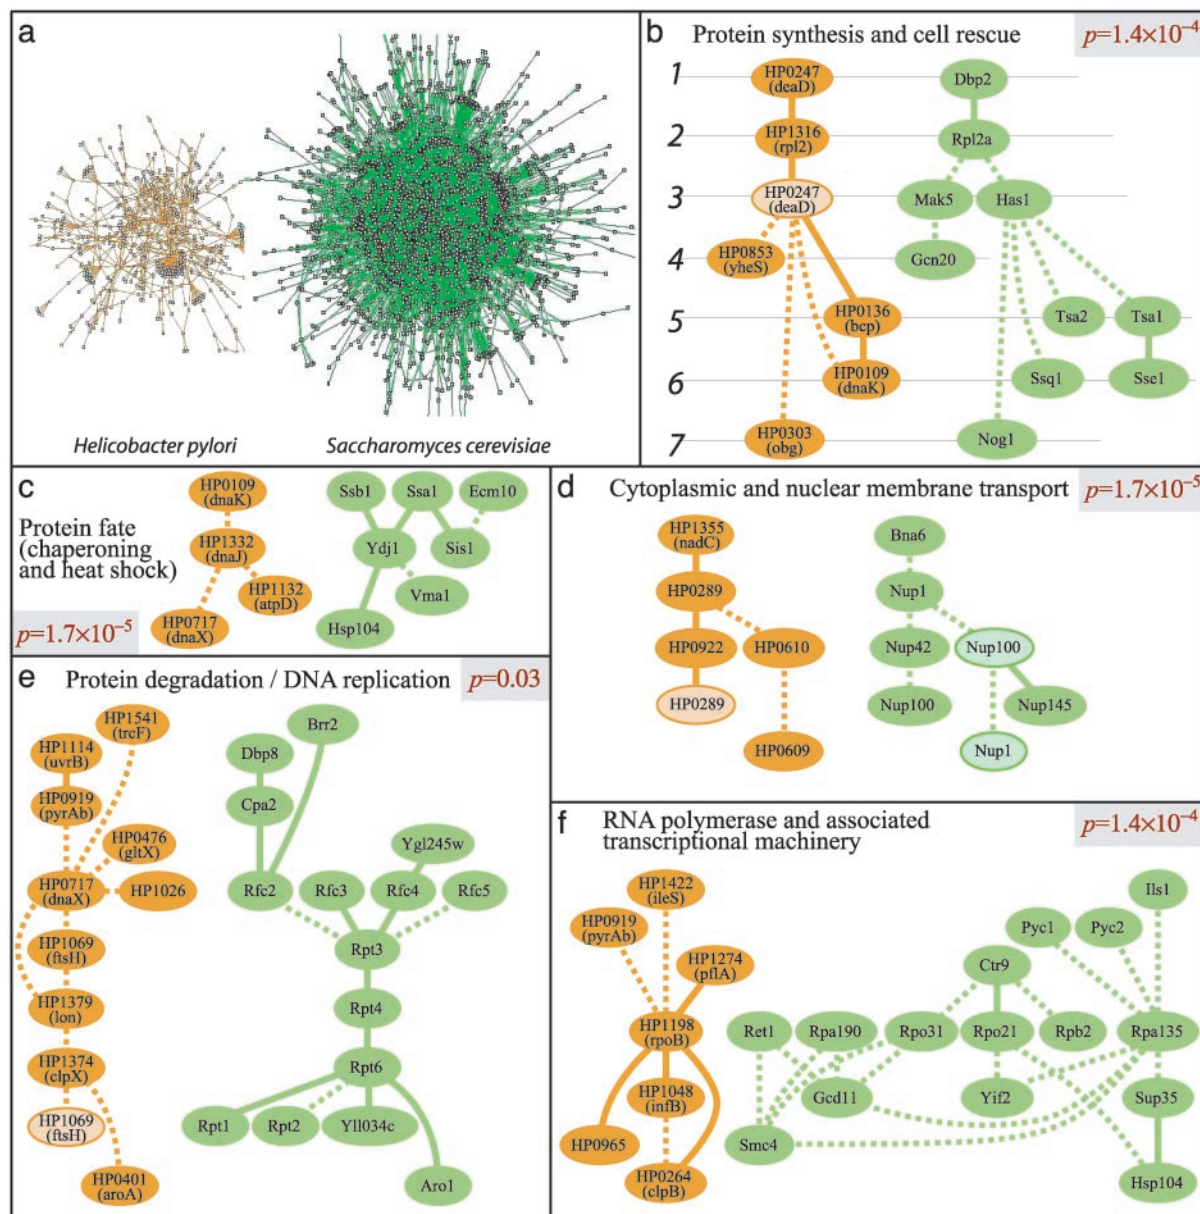 a
Helicobacter pylori
Saccharomyces cerevisiae
b Protein synthesis and cell rescue
p=1.4×10⁻⁴
1
HP0247
(deaD)
Dbp2
2
HP1316
(rpl2)
Rpl2a
3
HP0247
(deaD)
Mak5
Has1
4
HP0853
(yheS)
Gcn20
5
HP0136
(bcp)
Tsa2
Tsa1
6
HP0109
(dnaK)
Ssq1
Sse1
7
HP0303
(obg)
Nog1
c
Protein fate
(chaperoning
and heat shock)
p=1.7×10⁻⁵
HP0109
(dnaK)
HP1332
(dnaJ)
HP1132
(atpD)
HP0717
(dnaX)
Ssb1
Ssa1
Ecm10
Ydj1
Sis1
Vma1
Hsp104
d Cytoplasmic and nuclear membrane transport
p=1.7×10⁻⁵
HP1355
(nadC)
HP0289
HP0922
HP0610
HP0289
HP0609
Bna6
Nup1
Nup42
Nup100
Nup100
Nup145
Nup1
e Protein degradation / DNA replication
p=0.03
HP1541
(trcF)
HP1114
(uvrB)
HP0919
(pyrAb)
HP0476
(gltX)
HP0717
(dnaX)
HP1026
HP1069
(ftsH)
HP1379
(lon)
HP1374
(clpX)
HP1069
(ftsH)
HP0401
(aroA)
Brr2
Dbp8
Cpa2
Ygl245w
Rfc2
Rfc3
Rfc4
Rfc5
Rpt3
Rpt4
Rpt6
Rpt1
Rpt2
Yll034c
Aro1
f RNA polymerase and associated
transcriptional machinery
p=1.4×10⁻⁴
HP1422
(ileS)
HP0919
(pyrAb)
HP1274
(pflA)
HP1198
(rpoB)
HP1048
(infB)
HP0965
HP0264
(clpB)
Ils1
Pyc1
Pyc2
Ctr9
Ret1
Rpa190
Rpo31
Rpo21
Rpb2
Rpa135
Gcd11
Yif2
Sup35
Smc4
Hsp104